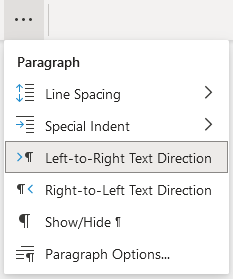 Paragraph
Line Spacing
Special Indent
Left-to-Right Text Direction
Right-to-Left Text Direction
Show/Hide ¶
Paragraph Options...